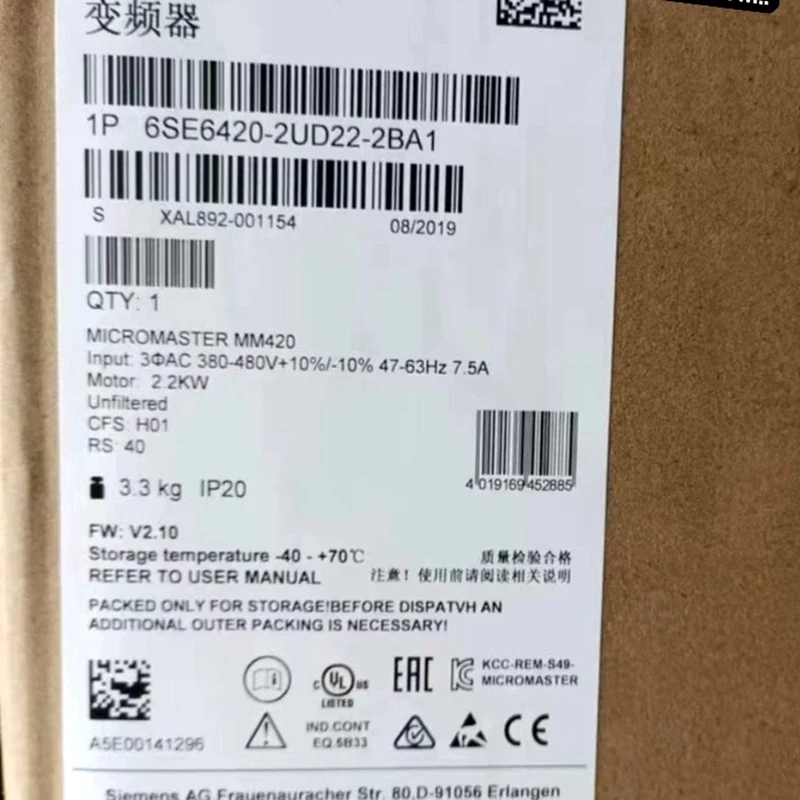 变频器
1P 6SE6420-2UD22-2BA1
S XAL892-001154 08/2019
QTY: 1
MICROMASTER MM420
Input: 3ΦAC 380-480V+10%/-10% 47-63Hz 7.5A
Motor: 2.2KW
Unfiltered
CFS: H01
RS: 40
4 019169 452885
3.3 kg IP20
FW: V2.10
Storage temperature -40 - +70℃ 质量检验合格
REFER TO USER MANUAL 注意！使用前请阅读相关说明
PACKED ONLY FOR STORAGE!BEFORE DISPATVH AN
ADDITIONAL OUTER PACKING IS NECESSARY!
C UL US
LISTED
EAC
KCC-REM-S49-
MICROMASTER
A5E00141296
IND.CONT
EQ.5B33
CE
Siemens AG Frauenauracher Str. 80,D-91056 Erlangen